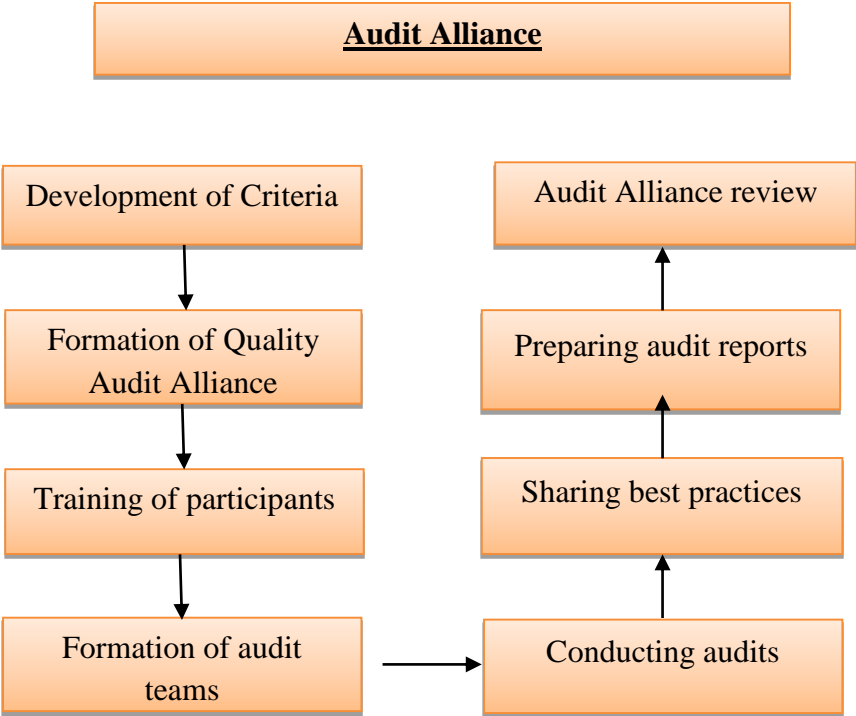 Audit Alliance
Development of Criteria
Formation of Quality
Audit Alliance
Training of participants
Formation of audit
teams
Conducting audits
Sharing best practices
Preparing audit reports
Audit Alliance review